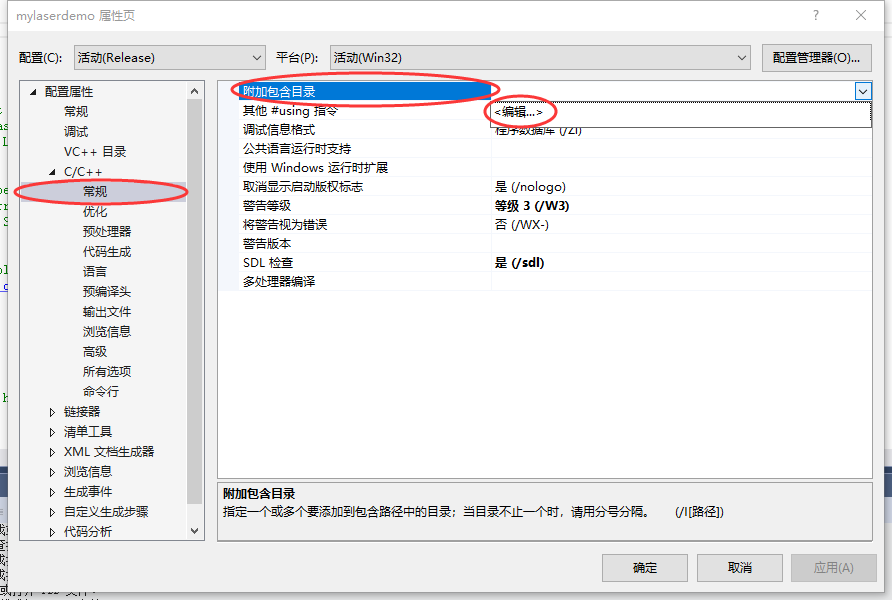 mylaserdemo 属性页
配置(C): 活动(Release) 平台(P): 活动(Win32) 配置管理器(O)...
配置属性
常规
调试
VC++ 目录
C/C++
常规
优化
预处理器
代码生成
语言
预编译头
输出文件
浏览信息
高级
所有选项
命令行
链接器
清单工具
XML 文档生成器
浏览信息
生成事件
自定义生成步骤
代码分析
附加包含目录
<编辑...>
其他 #using 指令
调试信息格式 程序数据库 (/Zi)
公共语言运行时支持
使用 Windows 运行时扩展
取消显示启动版权标志 是 (/nologo)
警告等级 等级 3 (/W3)
将警告视为错误 否 (/WX-)
警告版本
SDL 检查 是 (/sdl)
多处理器编译
附加包含目录
指定一个或多个要添加到包含路径中的目录；当目录不止一个时，请用分号分隔。 (/I[路径])
确定 取消 应用(A)